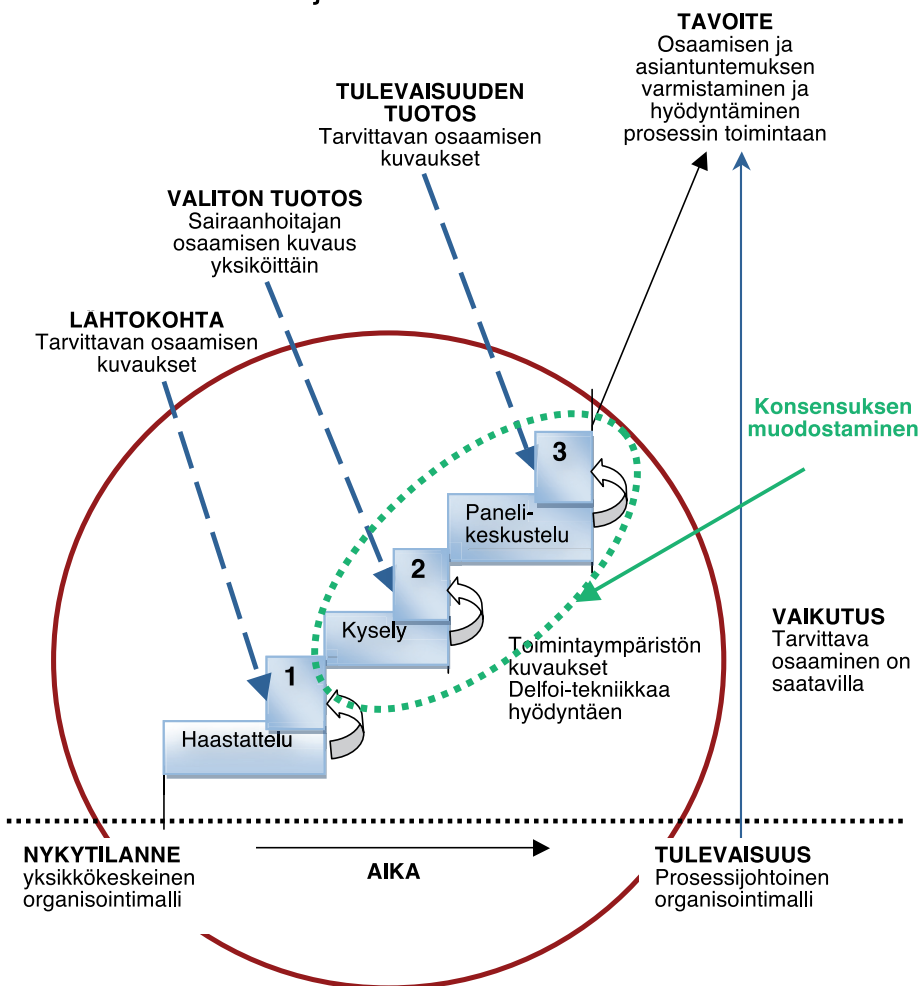 j
TAVOITE
Osaamisen ja
asiantuntemuksen
varmistaminen ja
hyödyntäminen
prosessin toimintaan
TULEVAISUUDEN
TUOTOS
Tarvittavan osaamisen
kuvaukset
VALITON TUOTOS
Sairaanhoitajan
osaamisen kuvaus
yksiköittäin
LÄHTOKOHTA
Tarvittavan osaamisen
kuvaukset
Konsensuksen
muodostaminen
3
Paneli-
keskustelu
2
Kysely
1
Haastattelu
Toimintaympäristön
kuvaukset
Delfoi-tekniikkaa
hyödyntäen
VAIKUTUS
Tarvittava
osaaminen on
saatavilla
NYKYTILANNE
yksikkökeskeinen
organisointimalli
AIKA
TULEVAISUUS
Prosessijohtoinen
organisointimalli